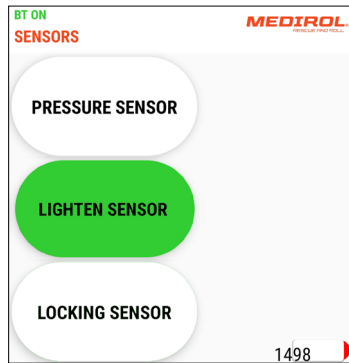 BT ON
SENSORS
MEDIROL
RESCUE AND ROLL
PRESSURE SENSOR
LIGHTEN SENSOR
LOCKING SENSOR
1498